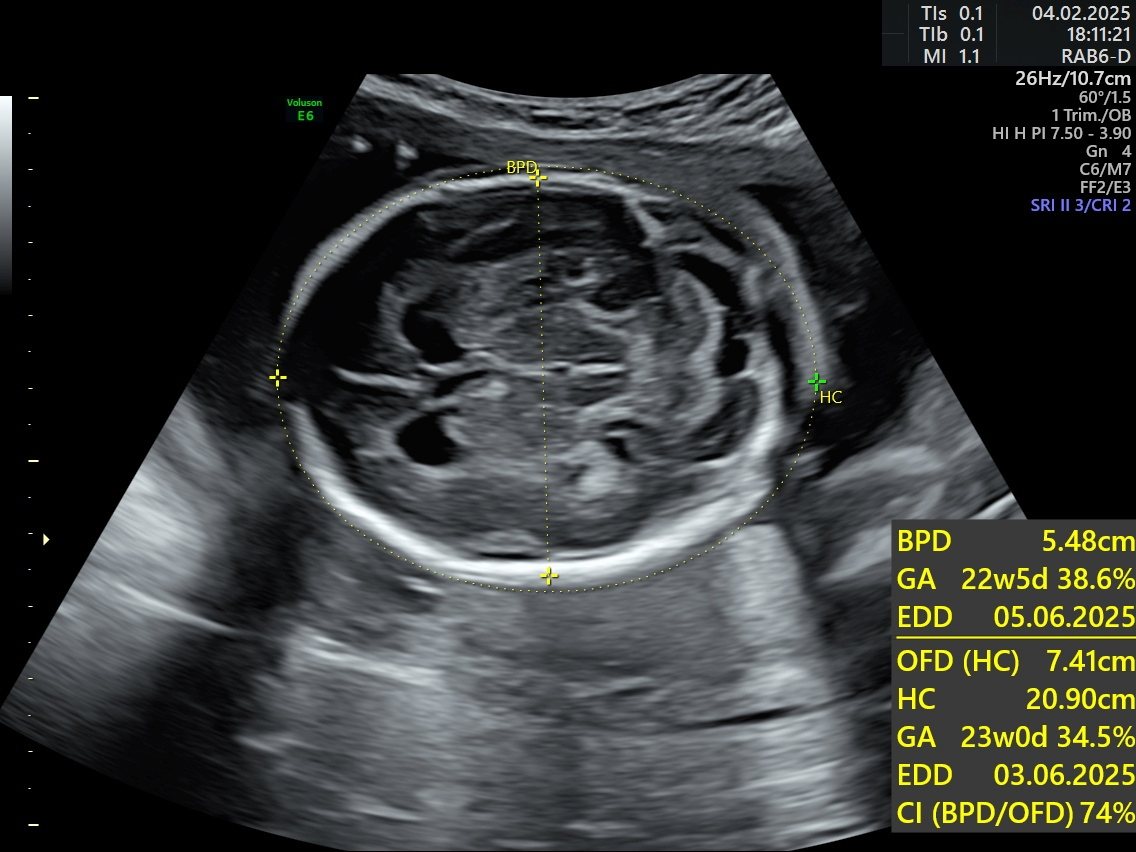 TIs 0.1 04.02.2025
TIb 0.1 18:11:21
MI 1.1 RAB6-D
26Hz/10.7cm
60°/1.5
1 Trim./OB
HI H PI 7.50 - 3.90
Gn 4
C6/M7
FF2/E3
SRI II 3/CRI 2
Voluson
E6
BPD
HC
BPD 5.48cm
GA 22w5d 38.6%
EDD 05.06.2025
OFD (HC) 7.41cm
HC 20.90cm
GA 23w0d 34.5%
EDD 03.06.2025
CI (BPD/OFD) 74%